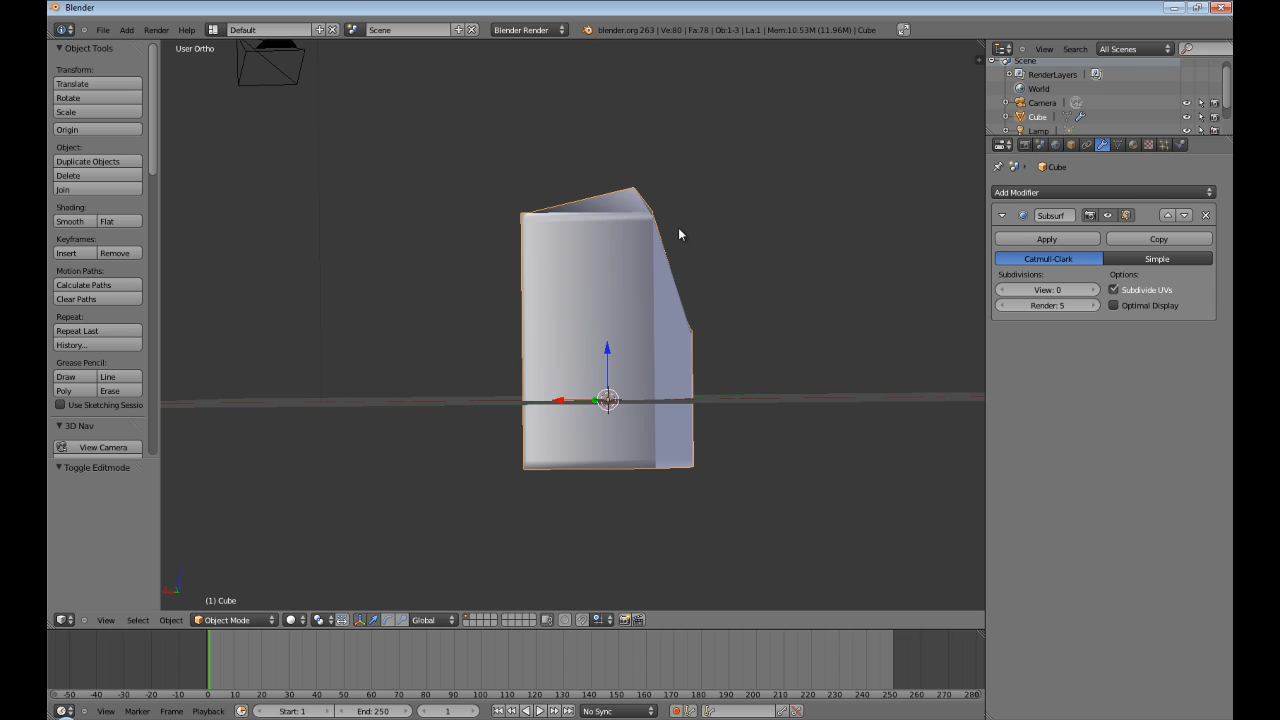 Blender
File Add Render Help Default Scene Blender Render blender.org 263 | Ve:80 | Fa:78 | Ob:1-3 | La:1 | Mem:10.53M (11.96M) | Cube
Object Tools
Transform:
Translate
Rotate
Scale
Origin
Object:
Duplicate Objects
Delete
Join
Shading:
Smooth Flat
Keyframes:
Insert Remove
Motion Paths:
Calculate Paths
Clear Paths
Repeat:
Repeat Last
History...
Grease Pencil:
Draw Line
Poly Erase
Use Sketching Sessio
3D Nav
View Camera
Toggle Editmode
User Ortho
(1) Cube
View Search All Scenes
Scene
RenderLayers
World
Camera
Cube
Lamp
Cube
Add Modifier
Subsurf
Apply Copy
Catmull-Clark Simple
Subdivisions: Options:
View: 0 Subdivide UVs
Render: 5 Optimal Display
View Select Object Object Mode Global
-50 -40 -30 -20 -10 0 10 20 30 40 50 60 70 80 90 100 110 120 130 140 150 160 170 180 190 200 210 220 230 240 250 260 270 280
View Marker Frame Playback Start: 1 End: 250 1 No Sync